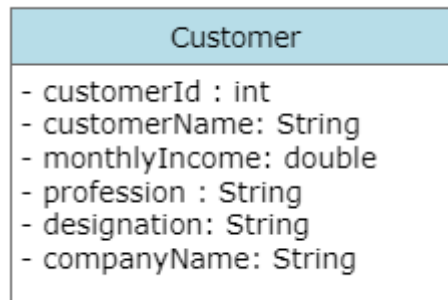 Customer
- customerId : int
- customerName: String
- monthlyIncome: double
- profession : String
- designation: String
- companyName: String